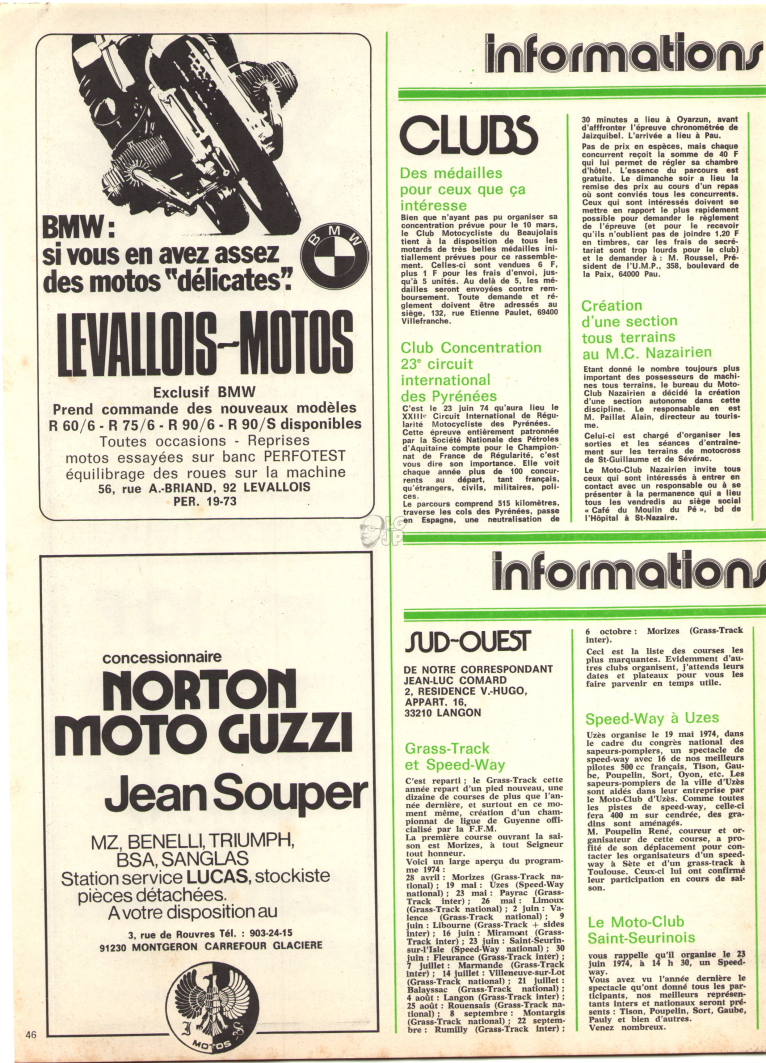 BMW :
si vous en avez assez
des motos "délicates".
BMW
LEVALLOIS-MOTOS
Exclusif BMW
Prend commande des nouveaux modèles
R 60/6 - R 75/6 - R 90/6 - R 90/S disponibles
Toutes occasions - Reprises
motos essayées sur banc PERFOTEST
équilibrage des roues sur la machine
56, rue A.-BRIAND, 92 LEVALLOIS
PER. 19-73
concessionnaire
NORTON
MOTO GUZZI
Jean Souper
MZ, BENELLI, TRIUMPH,
BSA, SANGLAS
Station service LUCAS, stockiste
pièces détachées.
A votre disposition au
3, rue de Rouvres Tél. : 903-24-15
91230 MONTGERON CARREFOUR GLACIERE
J S
MOTOS
46
informations
CLUBS
Des médailles
pour ceux que ça
intéresse
Bien que n'ayant pas pu organiser sa
concentration prévue pour le 10 mars,
le Club Motocycliste du Beaujolais
tient à la disposition de tous les
motards de très belles médailles ini-
tiallement prévues pour ce rassemble-
ment. Celles-ci sont vendues 6 F,
plus 1 F pour les frais d'envoi, jus-
qu'à 5 unités. Au delà de 5, les mé-
dailles seront envoyées contre rem-
boursement. Toute demande et ré-
glement doivent être adressés au
siège, 132, rue Etienne Paulet, 69400
Villefranche.
Club Concentration
23e circuit
international
des Pyrénées
C'est le 23 juin 74 qu'aura lieu le
XXIIIe Circuit International de Régu-
larité Motocycliste des Pyrénées.
Cette épreuve entièrement patronnée
par la Société Nationale des Pétroles
d'Aquitaine compte pour le Champion-
nat de France de Régularité, c'est
vous dire son importance. Elle voit
chaque année plus de 100 concur-
rents au départ, tant français,
qu'étrangers, civils, militaires, poli-
ces.
Le parcours comprend 515 kilomètres,
traverse les cols des Pyrénées, passe
en Espagne, une neutralisation de
30 minutes a lieu à Oyarzun, avant
d'affronter l'épreuve chronométrée de
Jaizquibel. L'arrivée a lieu à Pau.
Pas de prix en espèces, mais chaque
concurrent reçoit la somme de 40 F
qui lui permet de régler sa chambre
d'hôtel. L'essence du parcours est
gratuite. Le dimanche soir a lieu la
remise des prix au cours d'un repas
où sont conviés tous les concurrents.
Ceux qui sont intéressés doivent se
mettre en rapport le plus rapidement
possible pour demander le règlement
de l'épreuve (et pour le recevoir
qu'ils n'oublient pas de joindre 1,20 F
en timbres, car les frais de secré-
tariat sont trop lourds pour le club)
et le demander à : M. Roussel, Pré-
sident de l'U.M.P., 358, boulevard de
la Paix, 64000 Pau.
Création
d'une section
tous terrains
au M.C. Nazairien
Etant donné le nombre toujours plus
important des possesseurs de machi-
nes tous terrains, le bureau du Moto-
Club Nazairien a décidé la création
d'une section autonome dans cette
discipline. Le responsable en est
M. Paillat Alain, directeur au touris-
me.
Celui-ci est chargé d'organiser les
sorties et les séances d'entraîne-
ment sur les terrains de motocross
de St-Guillaume et de Sévérac.
Le Moto-Club Nazairien invite tous
ceux qui sont intéressés à entrer en
contact avec un responsable ou à se
présenter à la permanence qui a lieu
tous les vendredis au siège social
« Café du Moulin du Pé », bd de
l'Hôpital à St-Nazaire.
informations
SUD-OUEST
DE NOTRE CORRESPONDANT
JEAN-LUC COMARD
2, RESIDENCE V.-HUGO,
APPART. 16,
33210 LANGON
Grass-Track
et Speed-Way
C'est reparti ; le Grass-Track cette
année repart d'un pied nouveau, une
dizaine de courses de plus que l'an-
née dernière, et surtout en ce mo-
ment même, création d'un cham-
pionnat de ligue de Guyenne offi-
cialisé par la F.F.M.
La première course ouvrant la sai-
son est Morizes, à tout Seigneur
tout honneur.
Voici un large aperçu du program-
me 1974 :
28 avril : Morizes (Grass-Track na-
tional) ; 19 mai : Uzes (Speed-Way
national) ; 23 mai : Payrac (Grass-
Track inter) ; 26 mai : Limoux
(Grass-Track national) ; 2 juin : Va-
lence (Grass-Track national) ; 9
juin : Libourne (Grass-Track + sides
inter) ; 16 juin : Miramont (Grass-
Track inter) ; 23 juin : Saint-Seurin-
sur-l'Isle (Speed-Way national) ; 30
juin : Fleurance (Grass-Track inter) ;
7 juillet : Marmande (Grass-Track
inter) ; 14 juillet : Villeneuve-sur-Lot
(Grass-Track national) ; 21 juillet :
Balayssac (Grass-Track national) ;
4 août : Langon (Grass-Track inter) ;
25 août : Rouensais (Grass-Track na-
tional) ; 8 septembre : Montargis
(Grass-Track national) ; 22 septem-
bre : Rumilly (Grass-Track inter) ;
6 octobre : Morizes (Grass-Track
inter).
Ceci est la liste des courses les
plus marquantes. Evidemment d'au-
tres clubs organisent, j'attends leurs
dates et plateaux pour vous les
faire parvenir en temps utile.
Speed-Way à Uzes
Uzès organise le 19 mai 1974, dans
le cadre du congrès national des
sapeurs-pompiers, un spectacle de
speed-way avec 16 de nos meilleurs
pilotes 500 cc français, Tison, Gau-
be, Poupelin, Sort, Oyon, etc. Les
sapeurs-pompiers de la ville d'Uzès
sont aidés dans leur entreprise par
le Moto-Club d'Uzès. Comme toutes
les pistes de speed-way, celle-ci
fera 400 m sur cendrée, des gra-
dins sont aménagés.
M. Poupelin René, coureur et or-
ganisateur de cette course, a pro-
fité de son déplacement pour con-
tacter les organisateurs d'un speed-
way à Sète et d'un grass-track à
Toulouse. Ceux-ci lui ont confirmé
leur participation en cours de sai-
son.
Le Moto-Club
Saint-Seurinois
vous rappelle qu'il organise le 23
juin 1974, à 14 h 30, un Speed-
way.
Vous avez vu l'année dernière le
spectacle qu'ont donné tous les par-
ticipants, nos meilleurs représen-
tants inters et nationaux seront pré-
sents : Tison, Poupelin, Sort, Gaube,
Pauly et bien d'autres.
Venez nombreux.